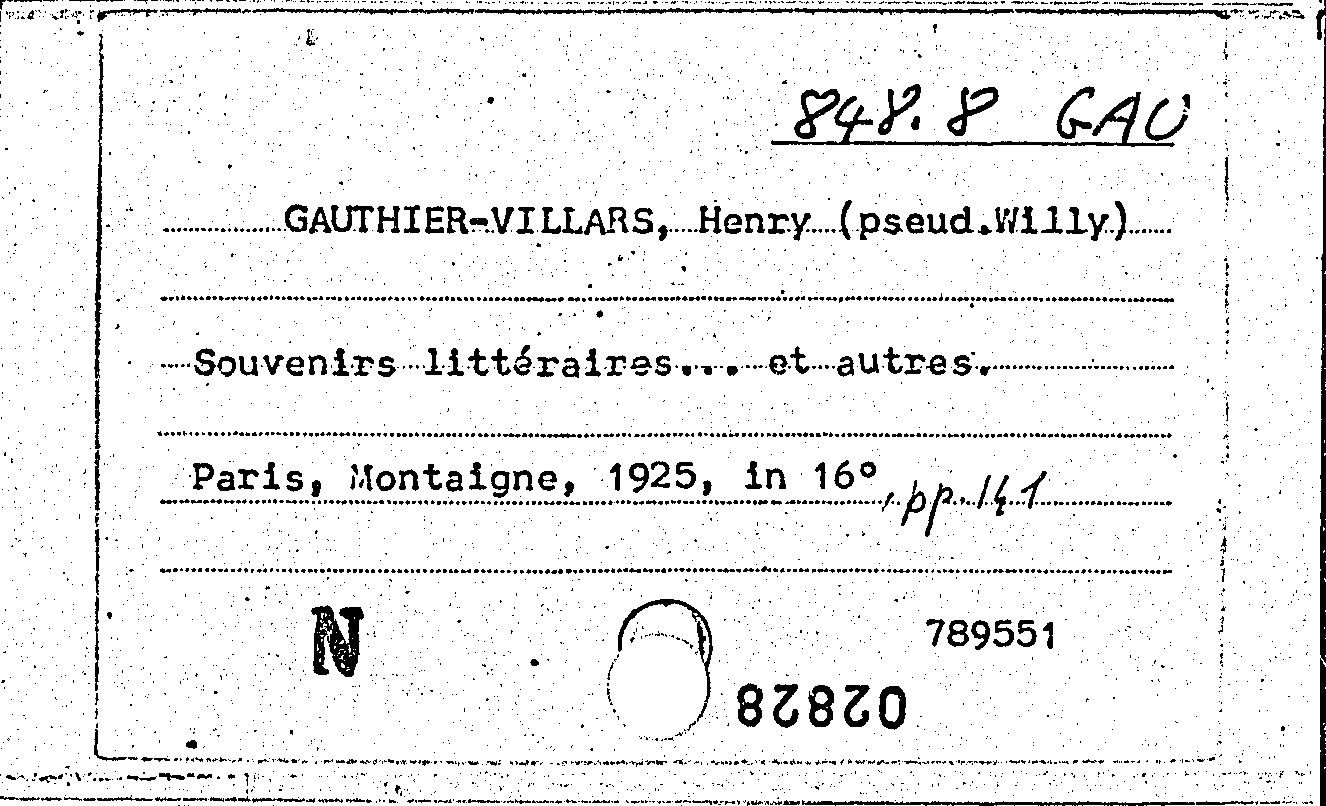 848.8 GAU
GAUTHIER-VILLARS, Henry (pseud.Willy)
Souvenirs littéraires... et autres.
Paris, Montaigne, 1925, in 16°, pp. 141
N
789551
02828